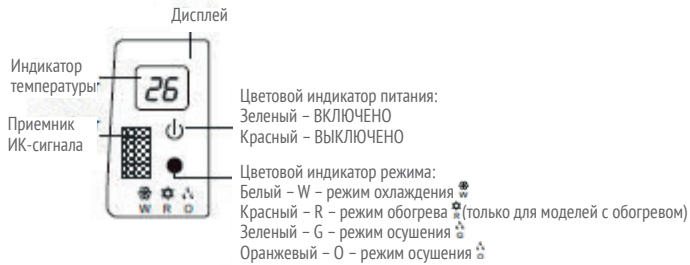 Дисплей
Индикатор
температуры
26
Приемник
ИК-сигнала
W R O
Цветовой индикатор питания:
Зеленый – ВКЛЮЧЕНО
Красный – ВЫКЛЮЧЕНО
Цветовой индикатор режима:
Белый – W – режим охлаждения W
Красный – R – режим обогрева R (только для моделей с обогревом)
Зеленый – G – режим осушения
Оранжевый – O – режим осушения